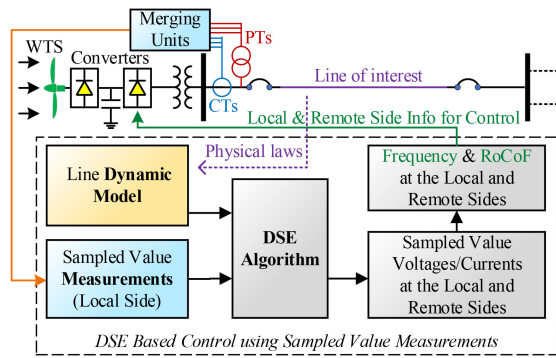 Merging
Units
PTs
WTS
Converters
CTs
Line of interest
Local & Remote Side Info for Control
Physical laws
Line Dynamic
Model
Frequency & RoCoF
at the Local and
Remote Sides
DSE
Algorithm
Sampled Value
Measurements
(Local Side)
Sampled Value
Voltages/Currents
at the Local and
Remote Sides
DSE Based Control using Sampled Value Measurements